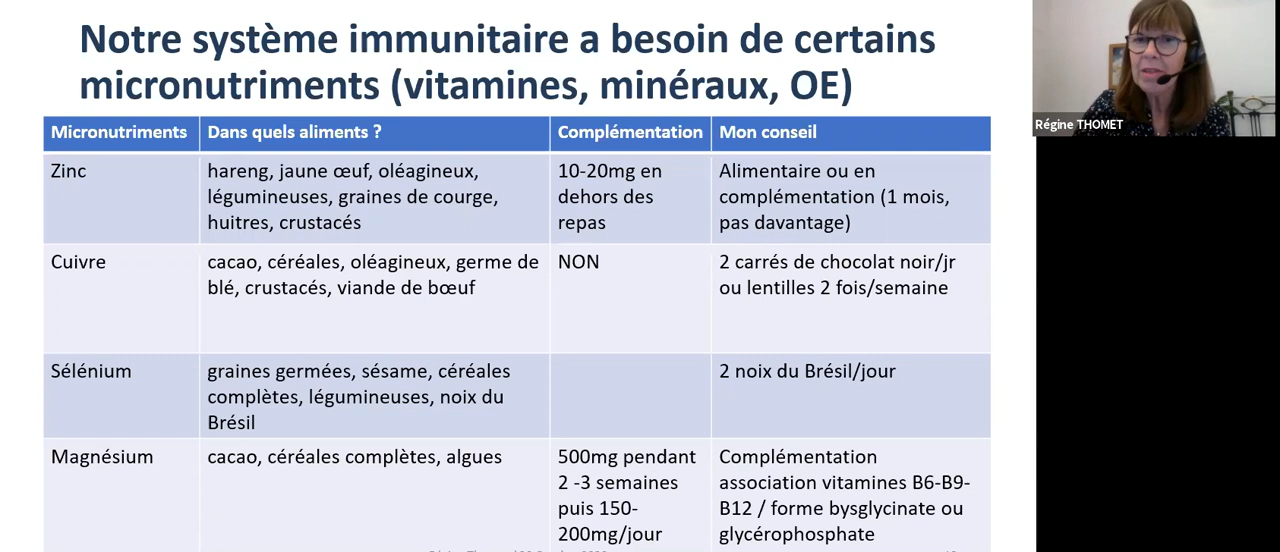 Notre système immunitaire a besoin de certains
micronutriments (vitamines, minéraux, OE)
Régine THOMET
Micronutriments
Dans quels aliments ?
Complémentation
Mon conseil
Zinc
hareng, jaune œuf, oléagineux,
légumineuses, graines de courge,
huitres, crustacés
10-20mg en
dehors des
repas
Alimentaire ou en
complémentation (1 mois,
pas davantage)
Cuivre
cacao, céréales, oléagineux, germe de
blé, crustacés, viande de bœuf
NON
2 carrés de chocolat noir/jr
ou lentilles 2 fois/semaine
Sélénium
graines germées, sésame, céréales
complètes, légumineuses, noix du
Brésil
2 noix du Brésil/jour
Magnésium
cacao, céréales complètes, algues
500mg pendant
2 -3 semaines
puis 150-
200mg/jour
Complémentation
association vitamines B6-B9-
B12 / forme bysglycinate ou
glycérophosphate